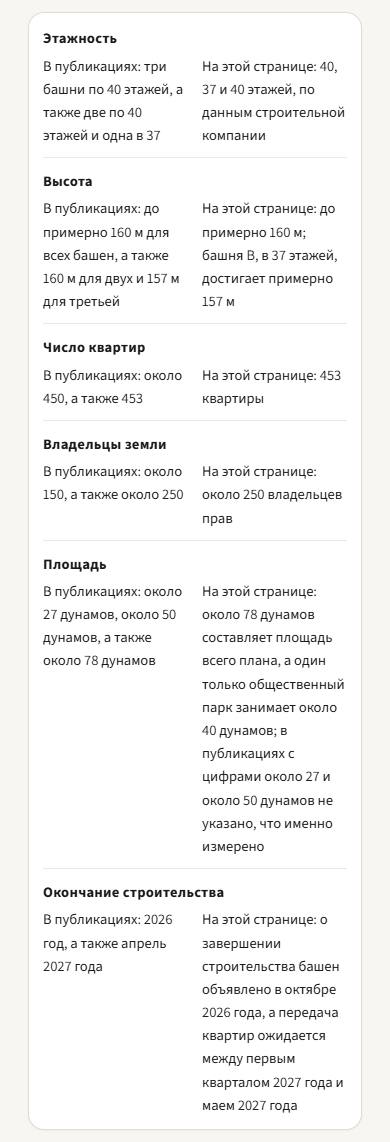 Этажность
В публикациях: три
башни по 40 этажей, а
также две по 40
этажей и одна в 37
На этой странице: 40,
37 и 40 этажей, по
данным строительной
компании
Высота
В публикациях: до
примерно 160 м для
всех башен, а также
160 м для двух и 157 м
для третьей
На этой странице: до
примерно 160 м;
башня B, в 37 этажей,
достигает примерно
157 м
Число квартир
В публикациях: около
450, а также 453
На этой странице: 453
квартиры
Владельцы земли
В публикациях: около
150, а также около 250
На этой странице:
около 250 владельцев
прав
Площадь
В публикациях: около
27 дунамов, около 50
дунамов, а также
около 78 дунамов
На этой странице:
около 78 дунамов
составляет площадь
всего плана, а один
только общественный
парк занимает около
40 дунамов; в
публикациях с
цифрами около 27 и
около 50 дунамов не
указано, что именно
измерено
Окончание строительства
В публикациях: 2026
год, а также апрель
2027 года
На этой странице: о
завершении
строительства башен
объявлено в октябре
2026 года, а передача
квартир ожидается
между первым
кварталом 2027 года и
маем 2027 года